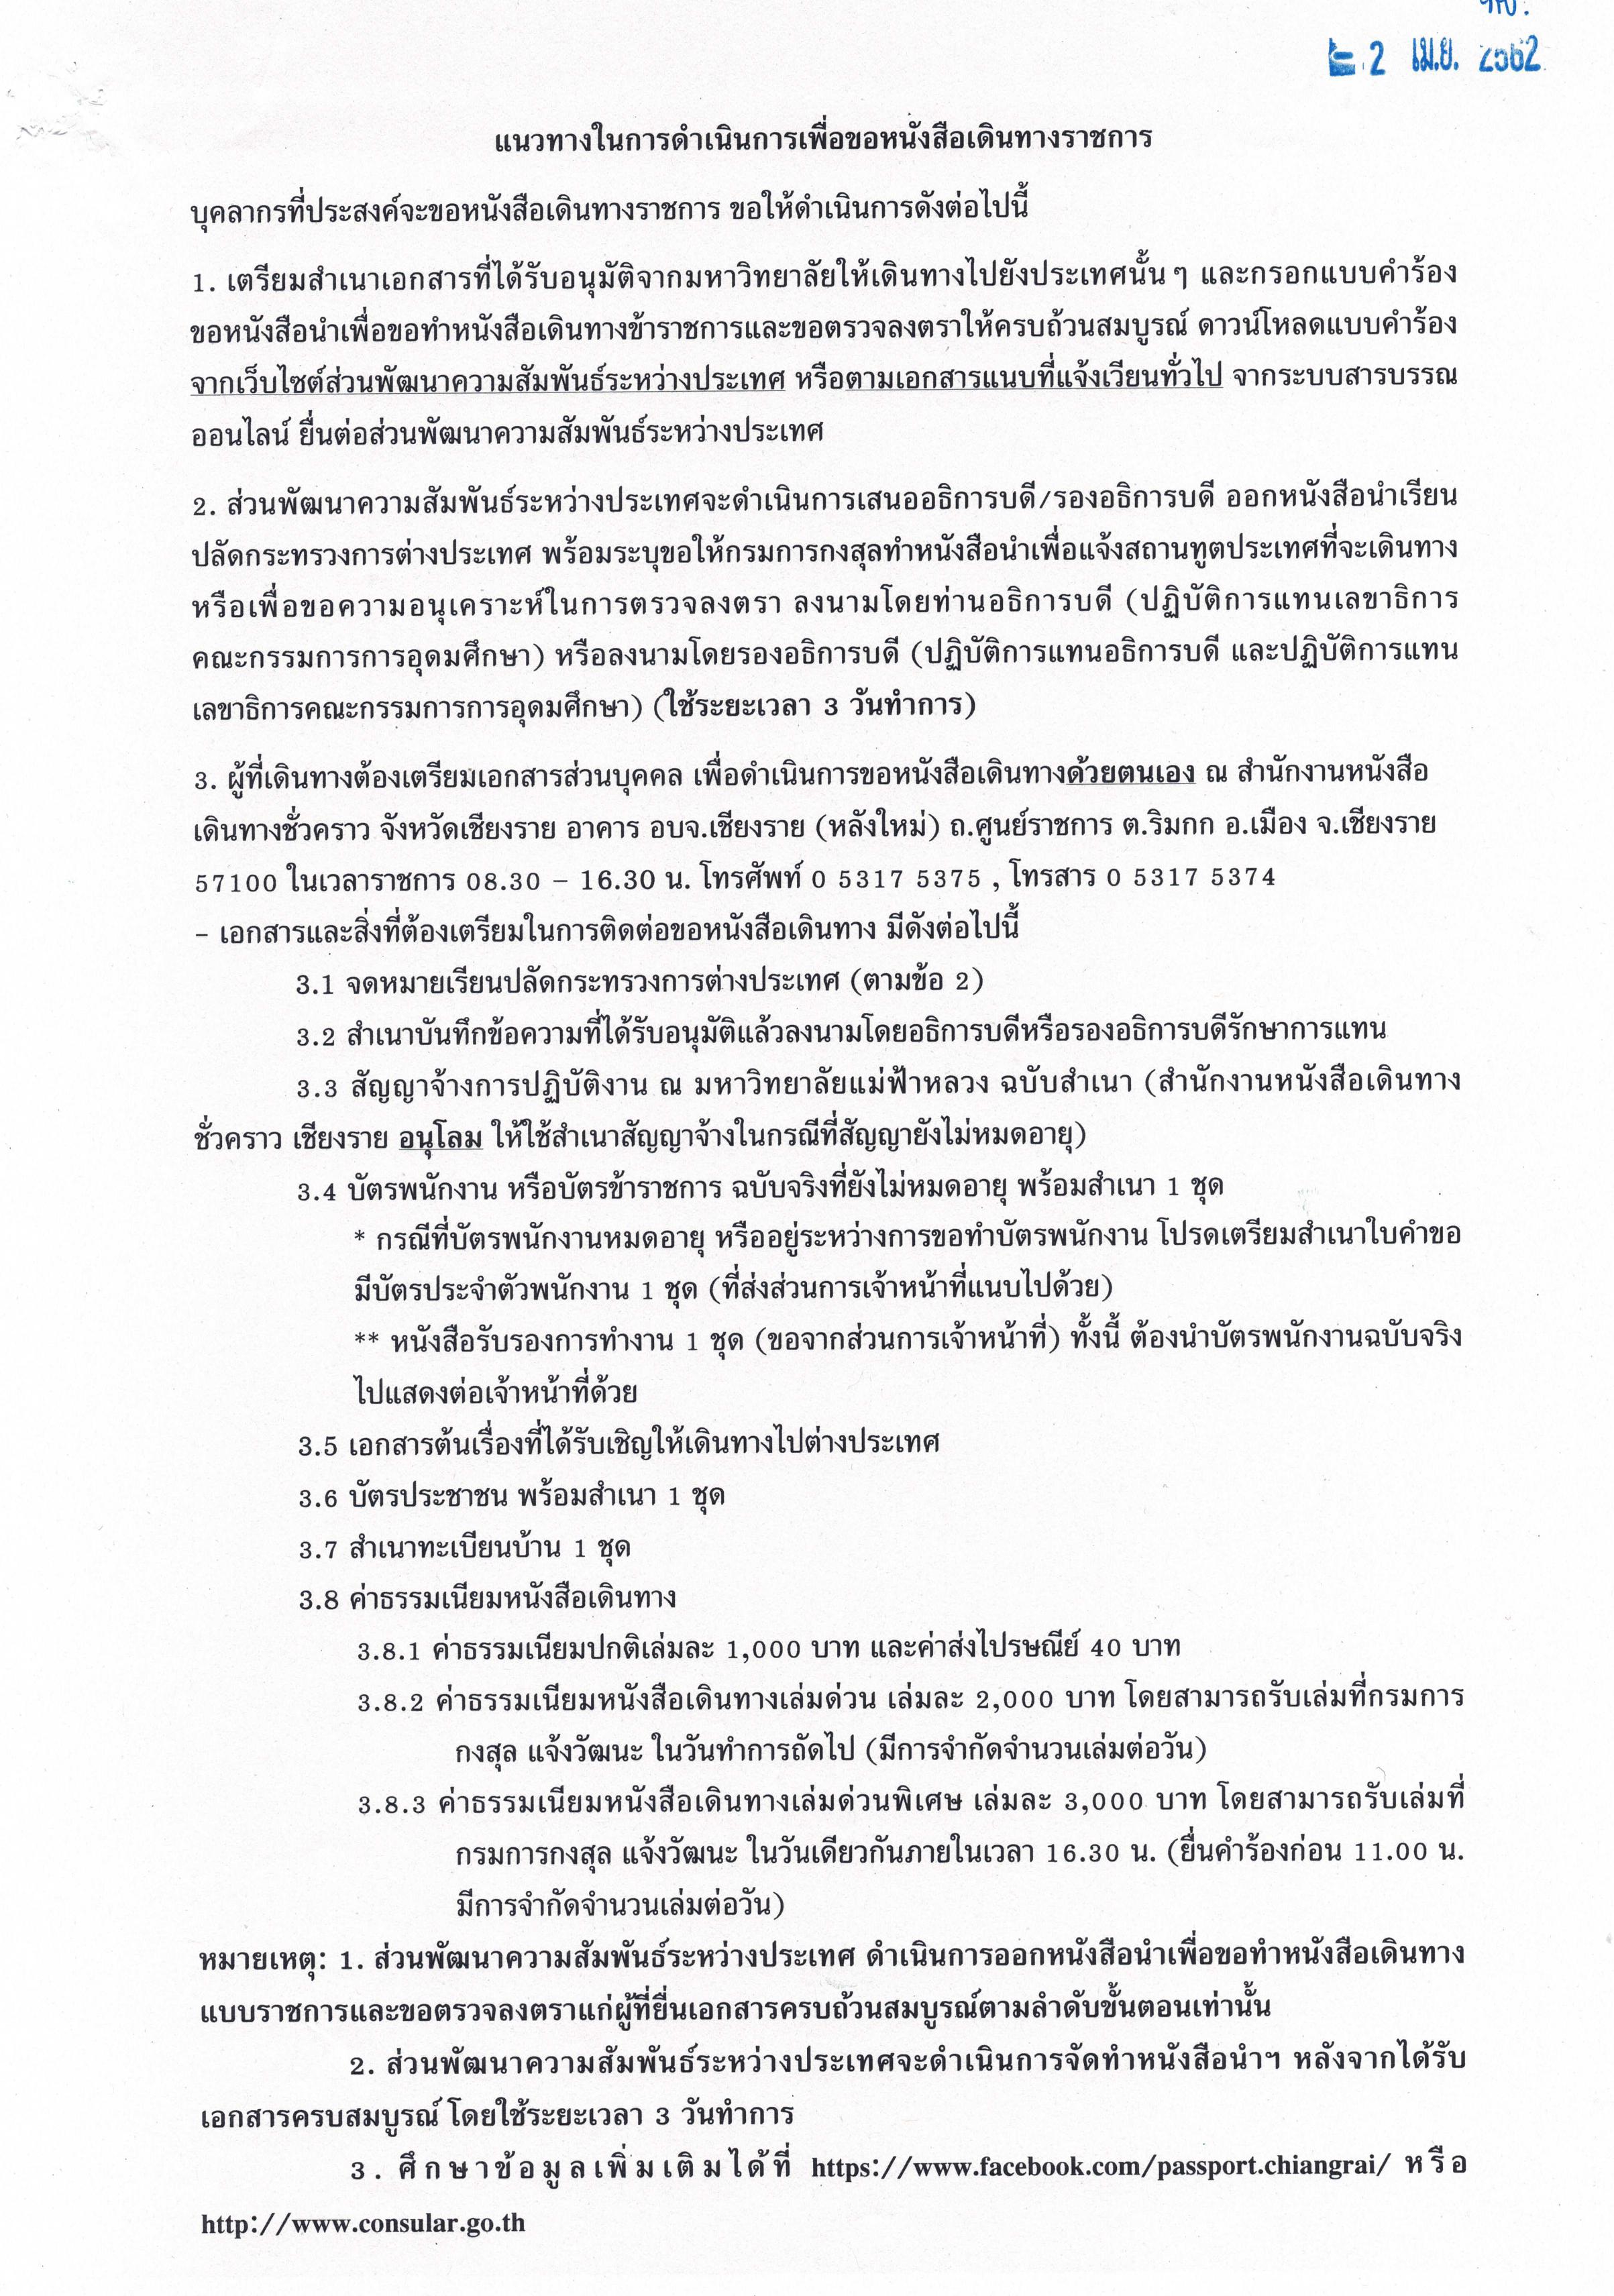 2 เม.ย. 2562
แนวทางในการดำเนินการเพื่อขอหนังสือเดินทางราชการ
บุคลากรที่ประสงค์จะขอหนังสือเดินทางราชการ ขอให้ดำเนินการดังต่อไปนี้
1. เตรียมสำเนาเอกสารที่ได้รับอนุมัติจากมหาวิทยาลัยให้เดินทางไปยังประเทศนั้น ๆ และกรอกแบบคำร้อง
ขอหนังสือนำเพื่อขอทำหนังสือเดินทางข้าราชการและขอตรวจลงตราให้ครบถ้วนสมบูรณ์ ดาวน์โหลดแบบคำร้อง
จากเว็บไซต์ส่วนพัฒนาความสัมพันธ์ระหว่างประเทศ หรือตามเอกสารแนบที่แจ้งเวียนทั่วไป จากระบบสารบรรณ
ออนไลน์ ยื่นต่อส่วนพัฒนาความสัมพันธ์ระหว่างประเทศ
2. ส่วนพัฒนาความสัมพันธ์ระหว่างประเทศจะดำเนินการเสนออธิการบดี/รองอธิการบดี ออกหนังสือนำเรียน
ปลัดกระทรวงการต่างประเทศ พร้อมระบุขอให้กรมการกงสุลทำหนังสือนำเพื่อแจ้งสถานทูตประเทศที่จะเดินทาง
หรือเพื่อขอความอนุเคราะห์ในการตรวจลงตรา ลงนามโดยท่านอธิการบดี (ปฏิบัติการแทนเลขาธิการ
คณะกรรมการการอุดมศึกษา) หรือลงนามโดยรองอธิการบดี (ปฏิบัติการแทนอธิการบดี และปฏิบัติการแทน
เลขาธิการคณะกรรมการการอุดมศึกษา) (ใช้ระยะเวลา 3 วันทำการ)
3. ผู้ที่เดินทางต้องเตรียมเอกสารส่วนบุคคล เพื่อดำเนินการขอหนังสือเดินทางด้วยตนเอง ณ สำนักงานหนังสือ
เดินทางชั่วคราว จังหวัดเชียงราย อาคาร อบจ.เชียงราย (หลังใหม่) ถ.ศูนย์ราชการ ต.ริมกก อ.เมือง จ.เชียงราย
57100 ในเวลาราชการ 08.30 – 16.30 น. โทรศัพท์ 0 5317 5375 , โทรสาร 0 5317 5374
– เอกสารและสิ่งที่ต้องเตรียมในการติดต่อขอหนังสือเดินทาง มีดังต่อไปนี้
3.1 จดหมายเรียนปลัดกระทรวงการต่างประเทศ (ตามข้อ 2)
3.2 สำเนาบันทึกข้อความที่ได้รับอนุมัติแล้วลงนามโดยอธิการบดีหรือรองอธิการบดีรักษาการแทน
3.3 สัญญาจ้างการปฏิบัติงาน ณ มหาวิทยาลัยแม่ฟ้าหลวง ฉบับสำเนา (สำนักงานหนังสือเดินทาง
ชั่วคราว เชียงราย อนุโลม ให้ใช้สำเนาสัญญาจ้างในกรณีที่สัญญายังไม่หมดอายุ)
3.4 บัตรพนักงาน หรือบัตรข้าราชการ ฉบับจริงที่ยังไม่หมดอายุ พร้อมสำเนา 1 ชุด
* กรณีที่บัตรพนักงานหมดอายุ หรืออยู่ระหว่างการขอทำบัตรพนักงาน โปรดเตรียมสำเนาใบคำขอ
มีบัตรประจำตัวพนักงาน 1 ชุด (ที่ส่งส่วนการเจ้าหน้าที่แนบไปด้วย)
** หนังสือรับรองการทำงาน 1 ชุด (ขอจากส่วนการเจ้าหน้าที่) ทั้งนี้ ต้องนำบัตรพนักงานฉบับจริง
ไปแสดงต่อเจ้าหน้าที่ด้วย
3.5 เอกสารต้นเรื่องที่ได้รับเชิญให้เดินทางไปต่างประเทศ
3.6 บัตรประชาชน พร้อมสำเนา 1 ชุด
3.7 สำเนาทะเบียนบ้าน 1 ชุด
3.8 ค่าธรรมเนียมหนังสือเดินทาง
3.8.1 ค่าธรรมเนียมปกติเล่มละ 1,000 บาท และค่าส่งไปรษณีย์ 40 บาท
3.8.2 ค่าธรรมเนียมหนังสือเดินทางเล่มด่วน เล่มละ 2,000 บาท โดยสามารถรับเล่มที่กรมการ
กงสุล แจ้งวัฒนะ ในวันทำการถัดไป (มีการจำกัดจำนวนเล่มต่อวัน)
3.8.3 ค่าธรรมเนียมหนังสือเดินทางเล่มด่วนพิเศษ เล่มละ 3,000 บาท โดยสามารถรับเล่มที่
กรมการกงสุล แจ้งวัฒนะ ในวันเดียวกันภายในเวลา 16.30 น. (ยื่นคำร้องก่อน 11.00 น.
มีการจำกัดจำนวนเล่มต่อวัน)
หมายเหตุ: 1. ส่วนพัฒนาความสัมพันธ์ระหว่างประเทศ ดำเนินการออกหนังสือนำเพื่อขอทำหนังสือเดินทาง
แบบราชการและขอตรวจลงตราแก่ผู้ที่ยื่นเอกสารครบถ้วนสมบูรณ์ตามลำดับขั้นตอนเท่านั้น
2. ส่วนพัฒนาความสัมพันธ์ระหว่างประเทศจะดำเนินการจัดทำหนังสือนำฯ หลังจากได้รับ
เอกสารครบสมบูรณ์ โดยใช้ระยะเวลา 3 วันทำการ
3. ศึกษาข้อมูลเพิ่มเติมได้ที่ https://www.facebook.com/passport.chiangrai/ หรือ
http://www.consular.go.th